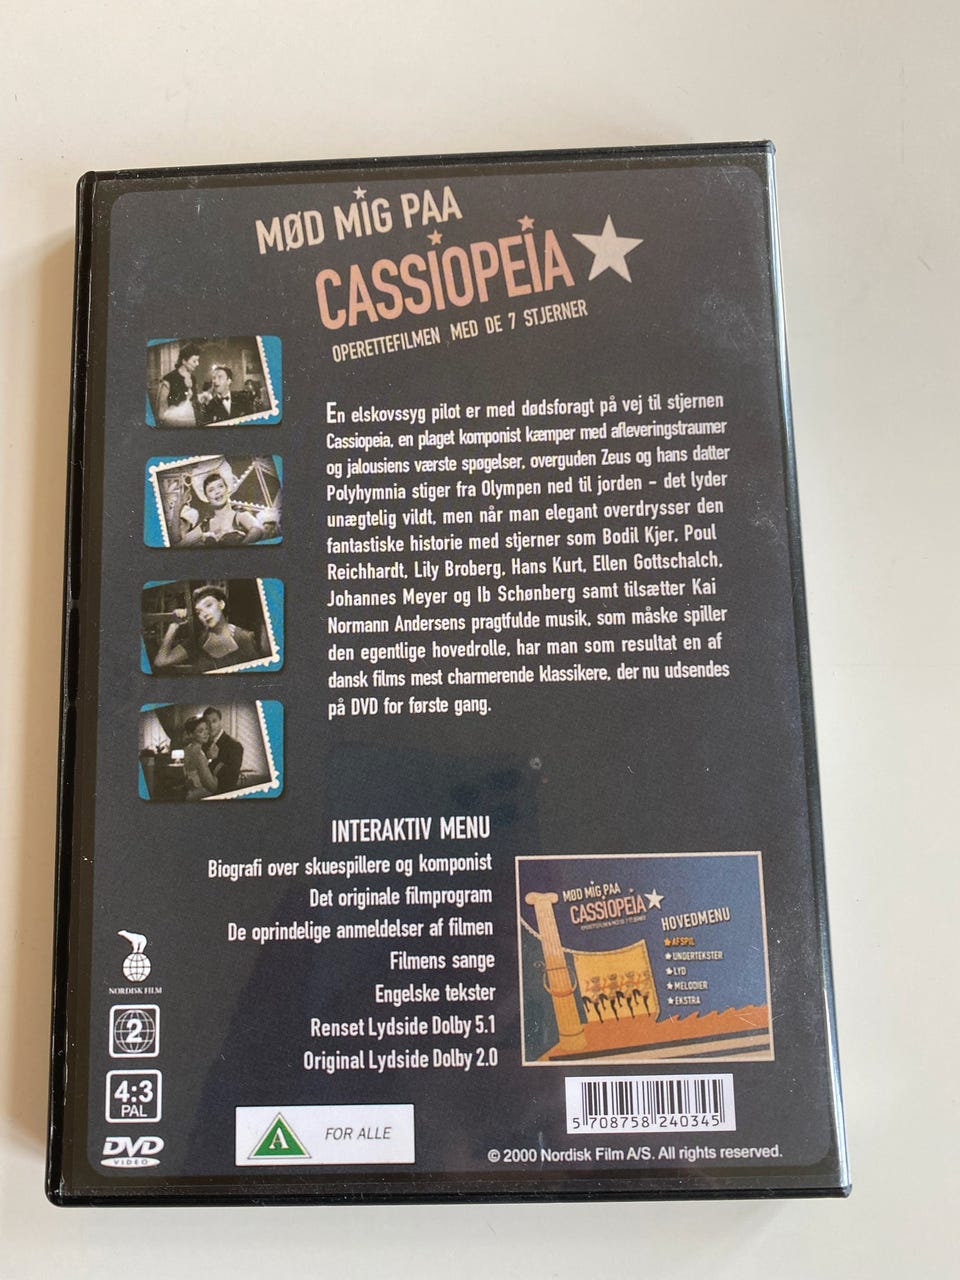 MØD MIG PAA
CASSIOPEIA
OPERETTEFILMEN MED DE 7 STJERNER
En elskovssyg pilot er med dødsforagt på vej til stjernen
Cassiopeia, en plaget komponist kæmper med afleveringstraumer
og jalousiens værste spøgelser, overguden Zeus og hans datter
Polyhymnia stiger fra Olympen ned til jorden – det lyder
unægtelig vildt, men når man elegant overdrysser den
fantastiske historie med stjerner som Bodil Kjer, Poul
Reichhardt, Lily Broberg, Hans Kurt, Ellen Gottschalch,
Johannes Meyer og Ib Schønberg samt tilsætter Kai
Normann Andersens pragtfulde musik, som måske spiller
den egentlige hovedrolle, har man som resultat en af
dansk films mest charmerende klassikere, der nu udsendes
på DVD for første gang.
INTERAKTIV MENU
Biografi over skuespillere og komponist
Det originale filmprogram
De oprindelige anmeldelser af filmen
Filmens sange
Engelske tekster
Renset Lydside Dolby 5.1
Original Lydside Dolby 2.0
MØD MIG PAA
CASSIOPEIA
OPERETTEFILMEN MED DE 7 STJERNER
HOVEDMENU
AFSPIL
UNDERTEKSTER
LYD
MELODIER
EKSTRA
NORDISK FILM
2
4:3
PAL
DVD
VIDEO
A
FOR ALLE
5 708758 240345
© 2000 Nordisk Film A/S. All rights reserved.